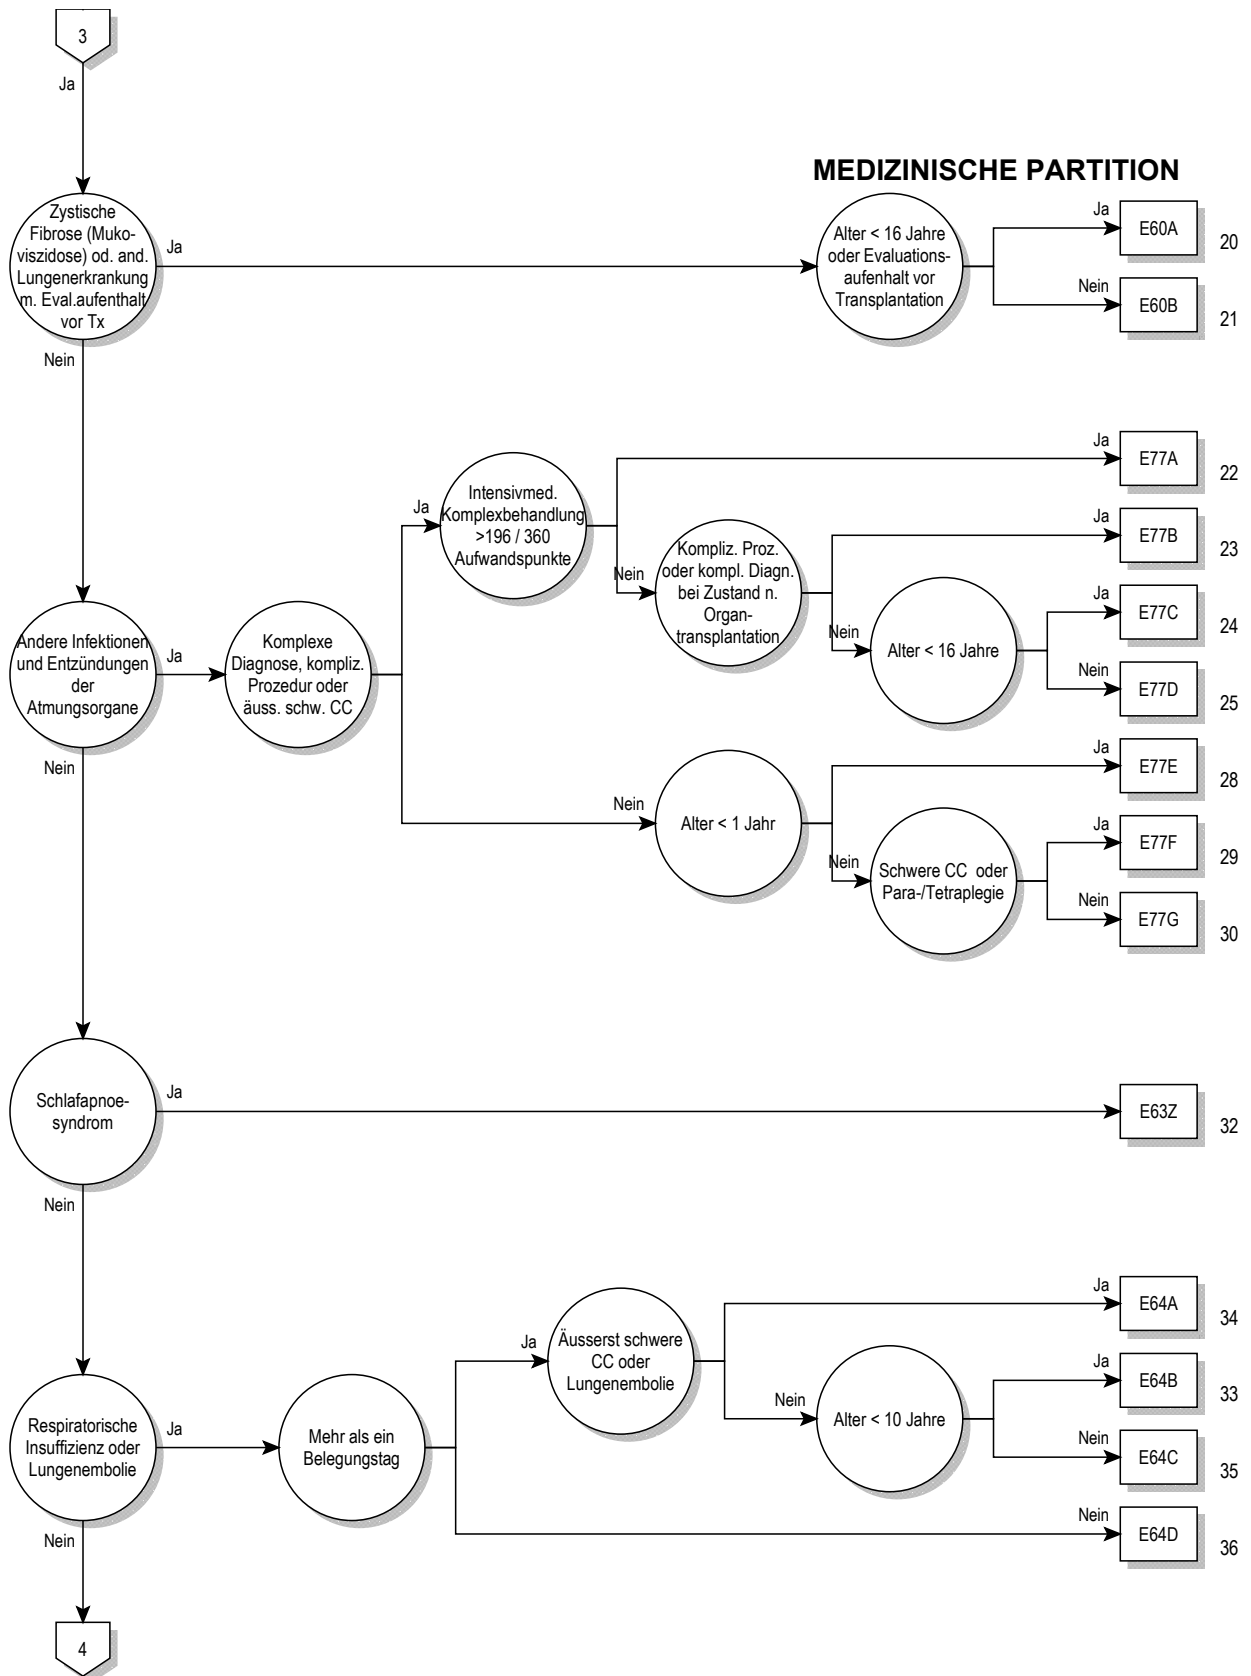 3
Ja
MEDIZINISCHE PARTITION
Zystische
Fibrose (Muko-
viszidose) od. and.
Lungenerkrankung
m. Eval.aufenthalt
vor Tx
Ja
Alter < 16 Jahre
oder Evaluations-
aufenhalt vor
Transplantation
Ja
E60A
20
Nein
E60B
21
Nein
Andere Infektionen
und Entzündungen
der
Atmungsorgane
Ja
Komplexe
Diagnose, kompliz.
Prozedur oder
äuss. schw. CC
Ja
Intensivmed.
Komplexbehandlung
>196 / 360
Aufwandspunkte
Ja
E77A
22
Nein
Kompliz. Proz.
oder kompl. Diagn.
bei Zustand n.
Organ-
transplantation
Ja
E77B
23
Nein
Alter < 16 Jahre
Ja
E77C
24
Nein
E77D
25
Nein
Alter < 1 Jahr
Ja
E77E
28
Nein
Schwere CC oder
Para-/Tetraplegie
Ja
E77F
29
Nein
E77G
30
Nein
Schlafapnoe-
syndrom
Ja
E63Z
32
Nein
Respiratorische
Insuffizienz oder
Lungenembolie
Ja
Mehr als ein
Belegungstag
Ja
Äusserst schwere
CC oder
Lungenembolie
Ja
E64A
34
Nein
Alter < 10 Jahre
Ja
E64B
33
Nein
E64C
35
Nein
E64D
36
Nein
4